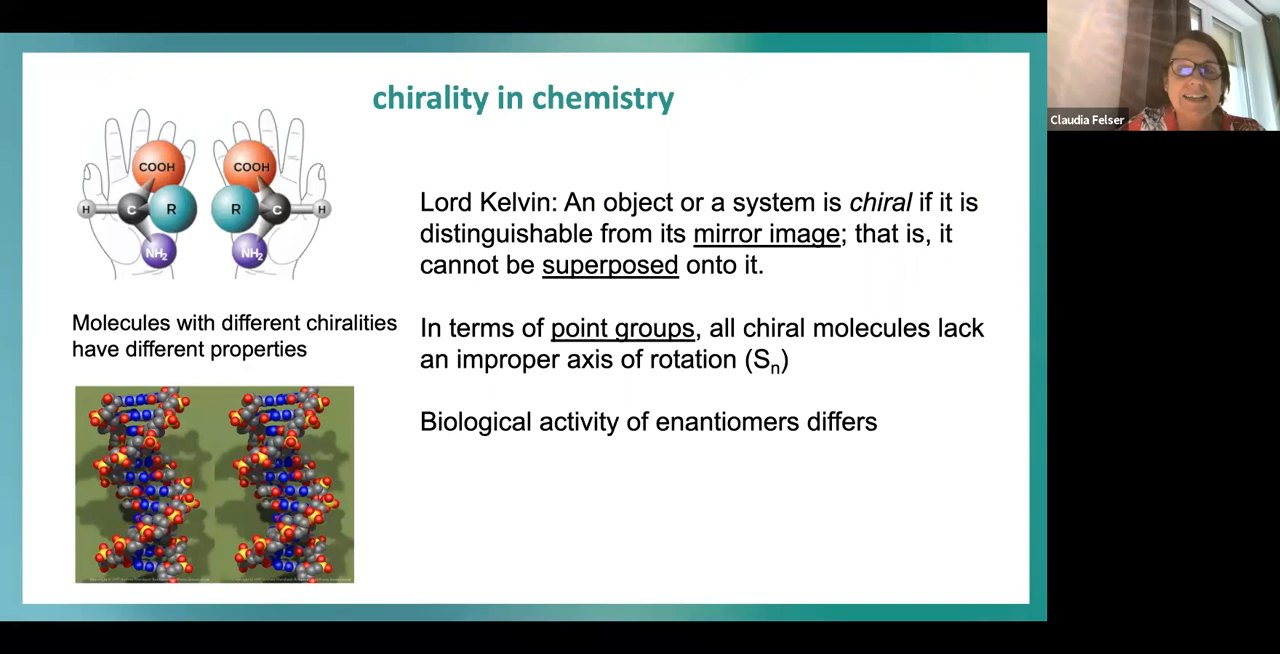 chirality in chemistry
Claudia Felser
COOH
COOH
H
C
R
R
C
H
NH₂
NH₂
Lord Kelvin: An object or a system is chiral if it is
distinguishable from its mirror image; that is, it
cannot be superposed onto it.
Molecules with different chiralities
have different properties
In terms of point groups, all chiral molecules lack
an improper axis of rotation (Sₙ)
Biological activity of enantiomers differs